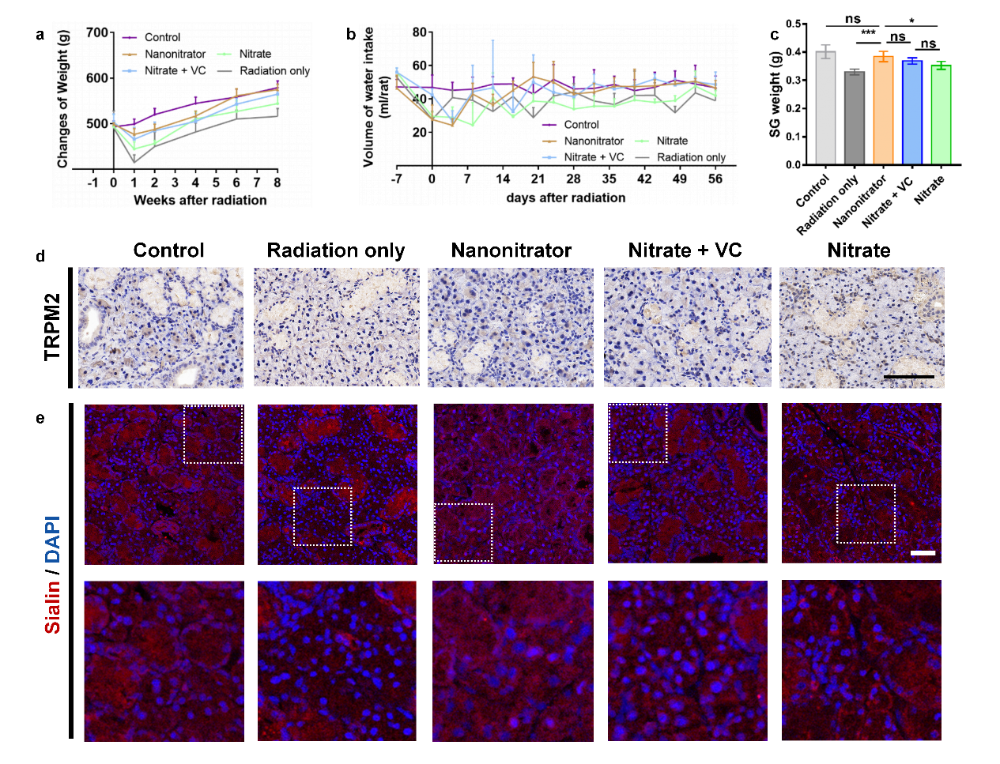 a
Changes of Weight (g)
700
600
500
Control
Nanonitrator
Nitrate
Nitrate + VC
Radiation only
-1 0 1 2 3 4 5 6 7 8
Weeks after radiation
b
Volume of water intake
(ml/rat)
80
60
40
20
Control
Nanonitrator
Nitrate
Nitrate + VC
Radiation only
-7 0 7 14 21 28 35 42 49 56
days after radiation
c
SG weight (g)
0.5
0.4
0.3
0.2
0.1
0.0
ns
*
***
ns
ns
Control
Radiation only
Nanonitrator
Nitrate + VC
Nitrate
d
Control
Radiation only
Nanonitrator
Nitrate + VC
Nitrate
TRPM2
e
Sialin / DAPI